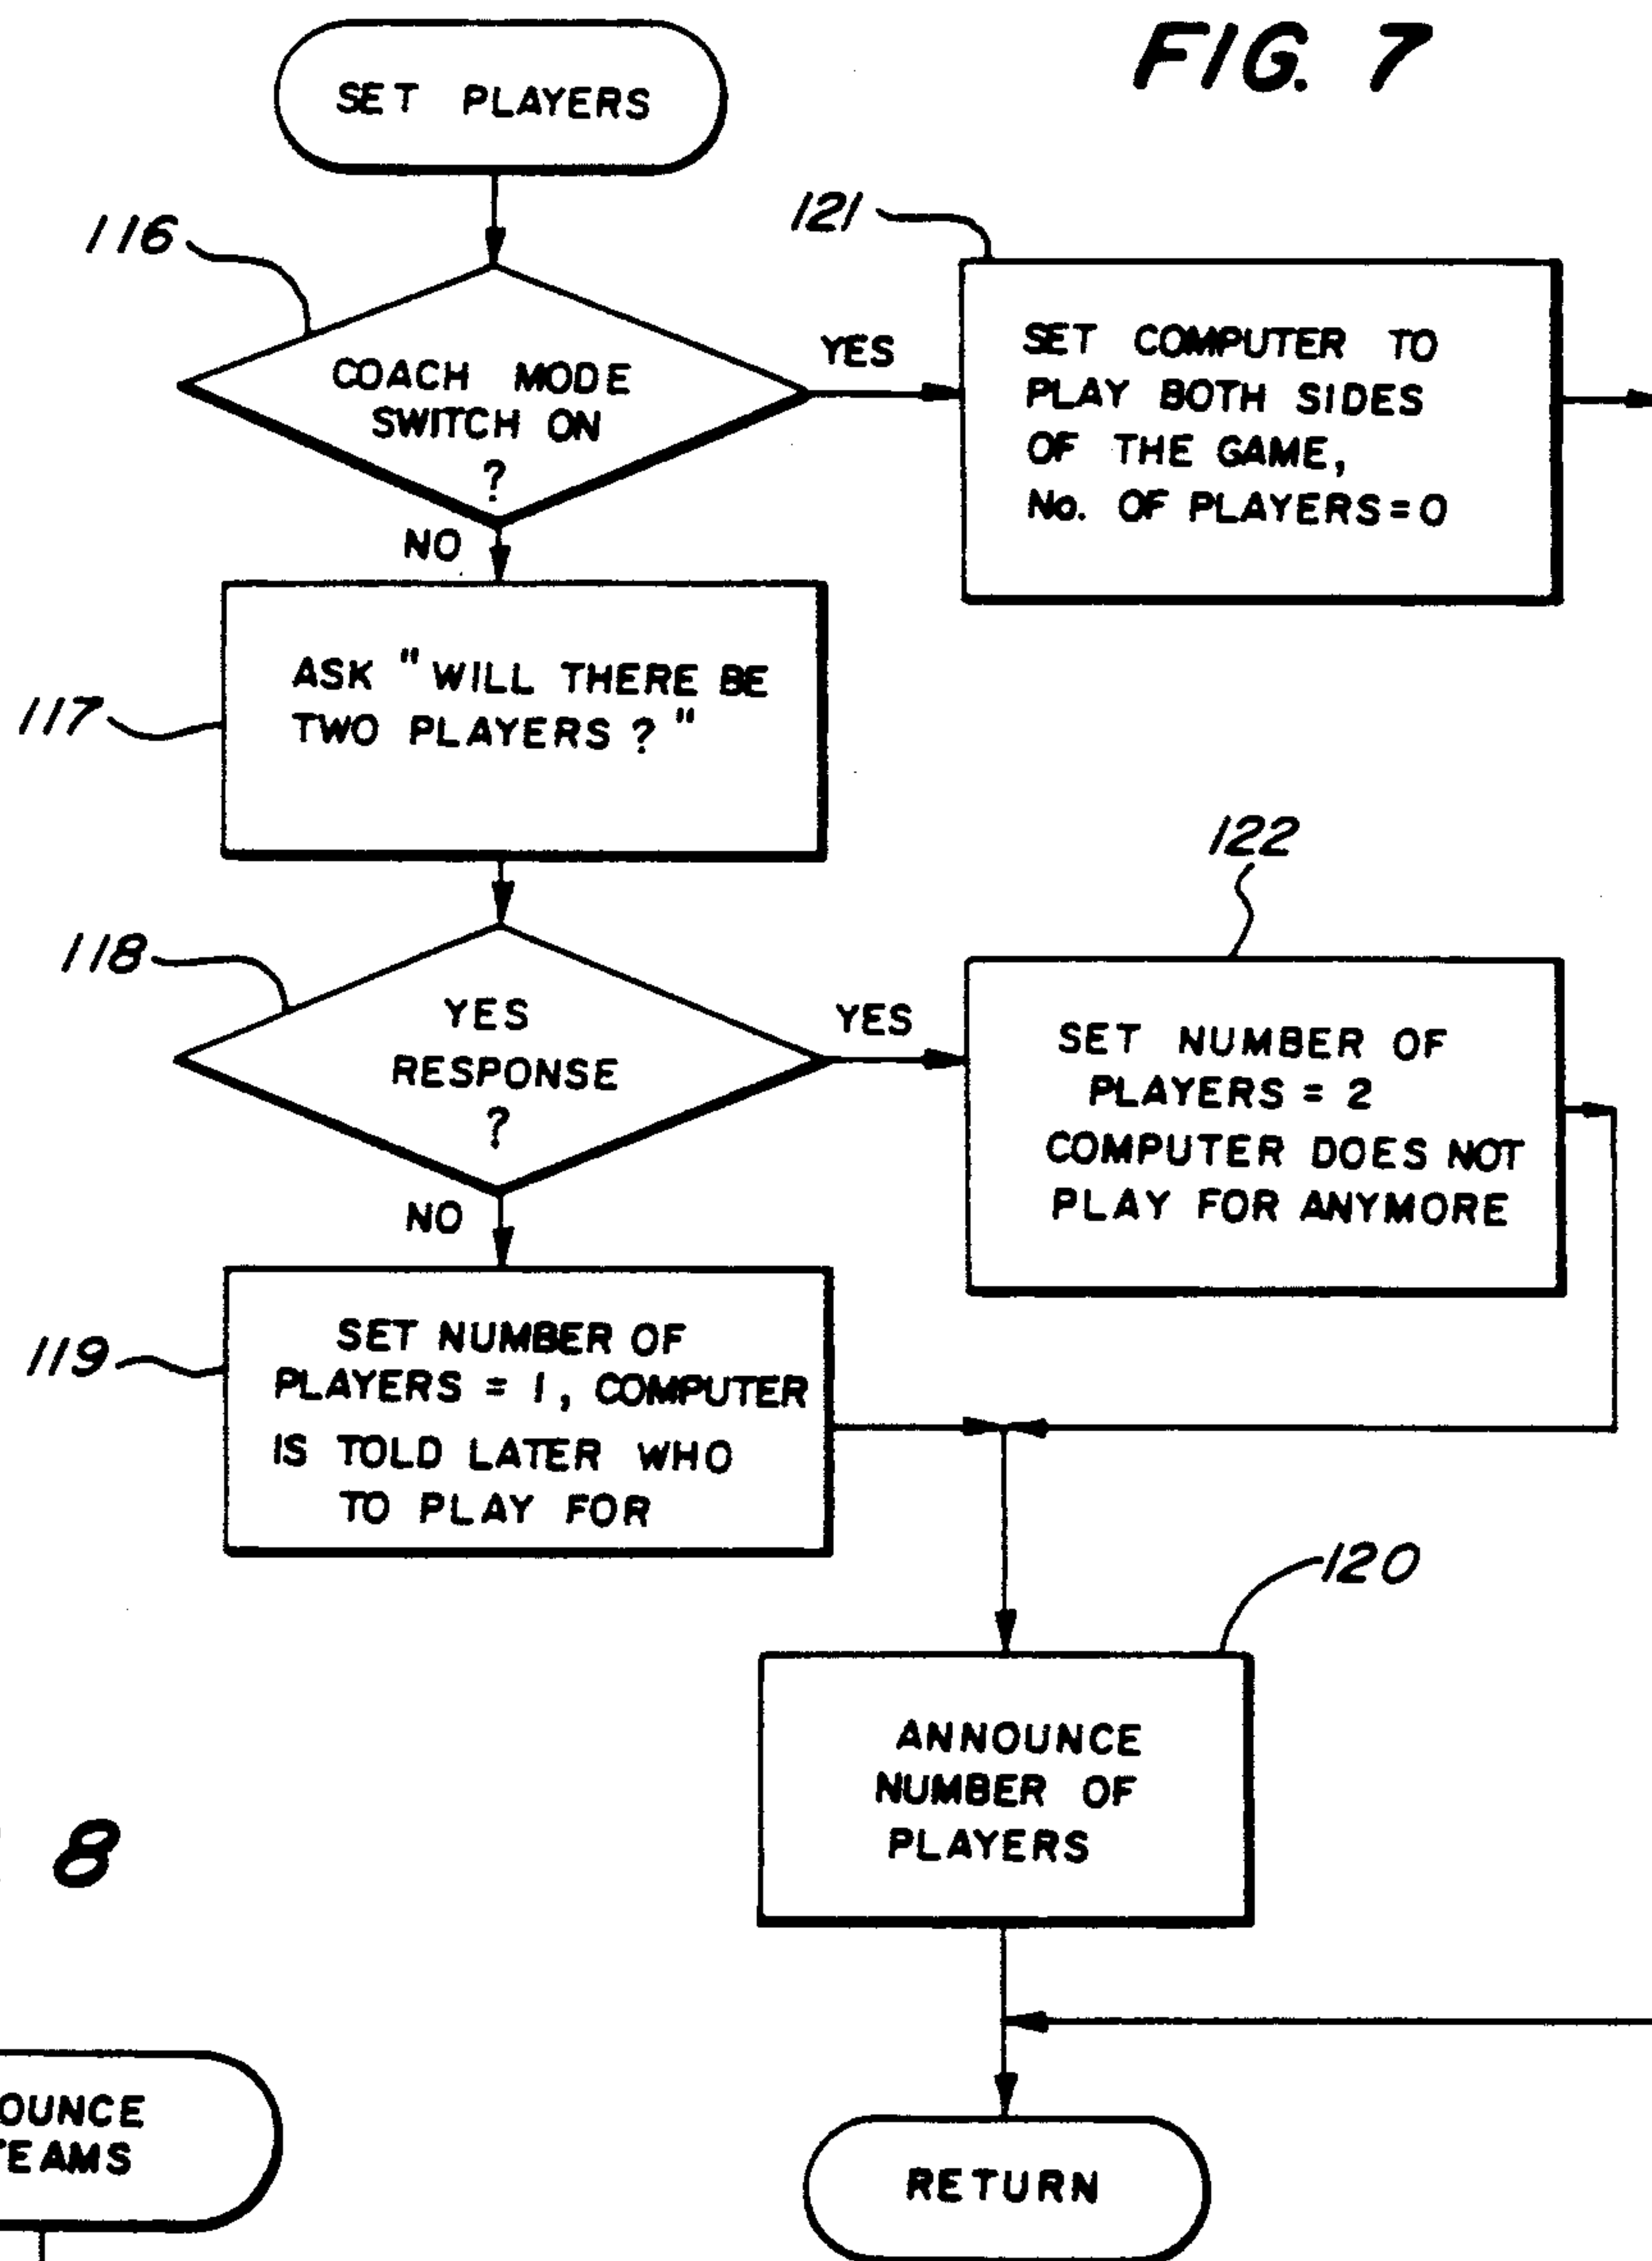 FIG. 7
SET PLAYERS
116
COACH MODE
SWITCH ON
?
YES
121
SET COMPUTER TO
PLAY BOTH SIDES
OF THE GAME,
No. OF PLAYERS=0
NO
117
ASK "WILL THERE BE
TWO PLAYERS ?"
118
YES
RESPONSE
?
YES
122
SET NUMBER OF
PLAYERS = 2
COMPUTER DOES NOT
PLAY FOR ANYMORE
NO
119
SET NUMBER OF
PLAYERS = 1, COMPUTER
IS TOLD LATER WHO
TO PLAY FOR
120
ANNOUNCE
NUMBER OF
PLAYERS
RETURN
8
OUNCE
TEAMS